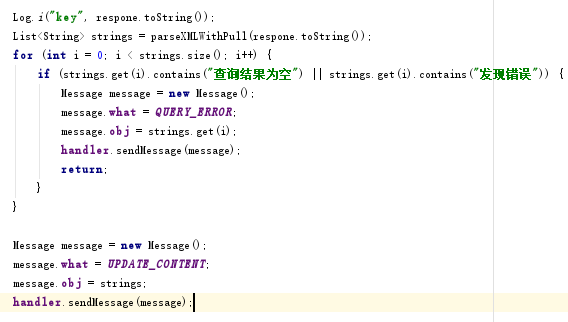 Log.i("key", respone.toString());
List<String> strings = parseXMLWithPull(respone.toString());
for (int i = 0; i < strings.size(); i++) {
    if (strings.get(i).contains("查询结果为空") || strings.get(i).contains("发现错误")) {
        Message message = new Message();
        message.what = QUERY_ERROR;
        message.obj = strings.get(i);
        handler.sendMessage(message);
        return;
    }
}

Message message = new Message();
message.what = UPDATE_CONTENT;
message.obj = strings;
handler.sendMessage(message);